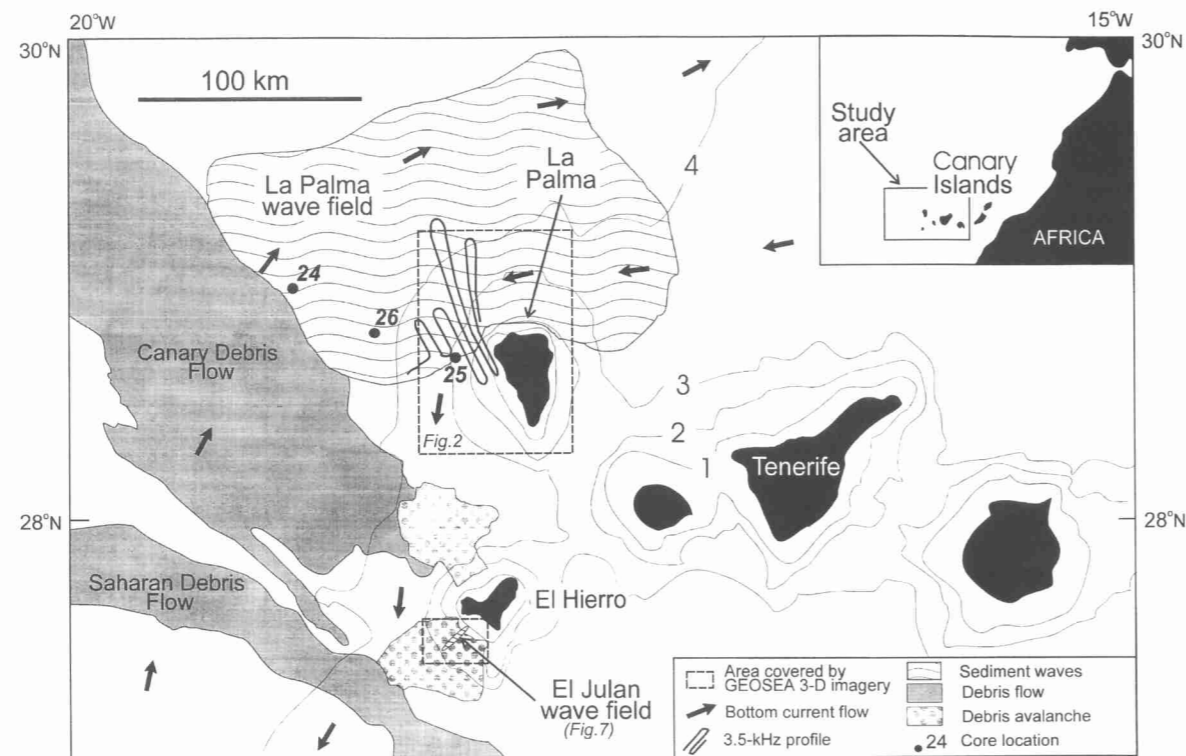 20°W
15°W
30°N
30°N
100 km
La Palma
wave field
La
Palma
4
Study
area
Canary
Islands
AFRICA
24
26
25
Canary Debris
Flow
Fig.2
3
2
1
Tenerife
28°N
28°N
Saharan Debris
Flow
El Hierro
El Julan
wave field
(Fig.7)
Area covered by
GEOSEA 3-D imagery
Bottom current flow
3.5-kHz profile
Sediment waves
Debris flow
Debris avalanche
24 Core location